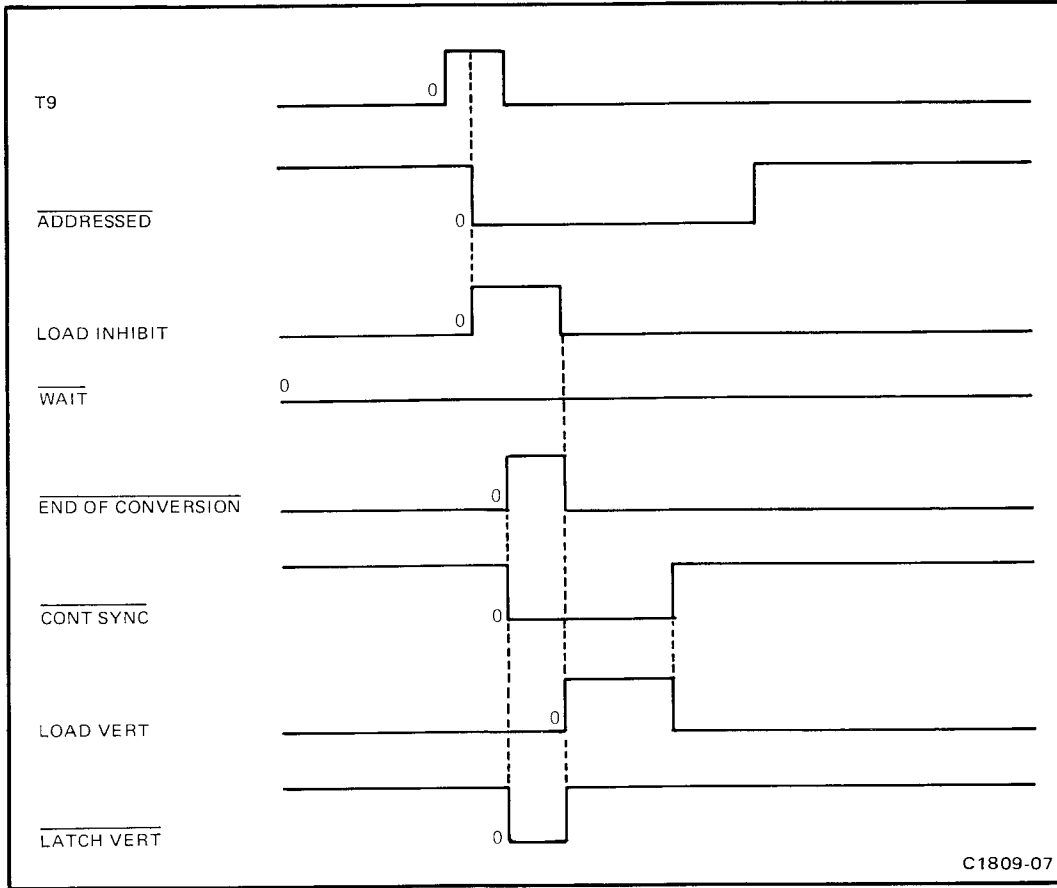 0
T9
ADDRESSED
0
LOAD INHIBIT
0
WAIT
0
END OF CONVERSION
0
CONT SYNC
0
LOAD VERT
0
LATCH VERT
0
C1809-07